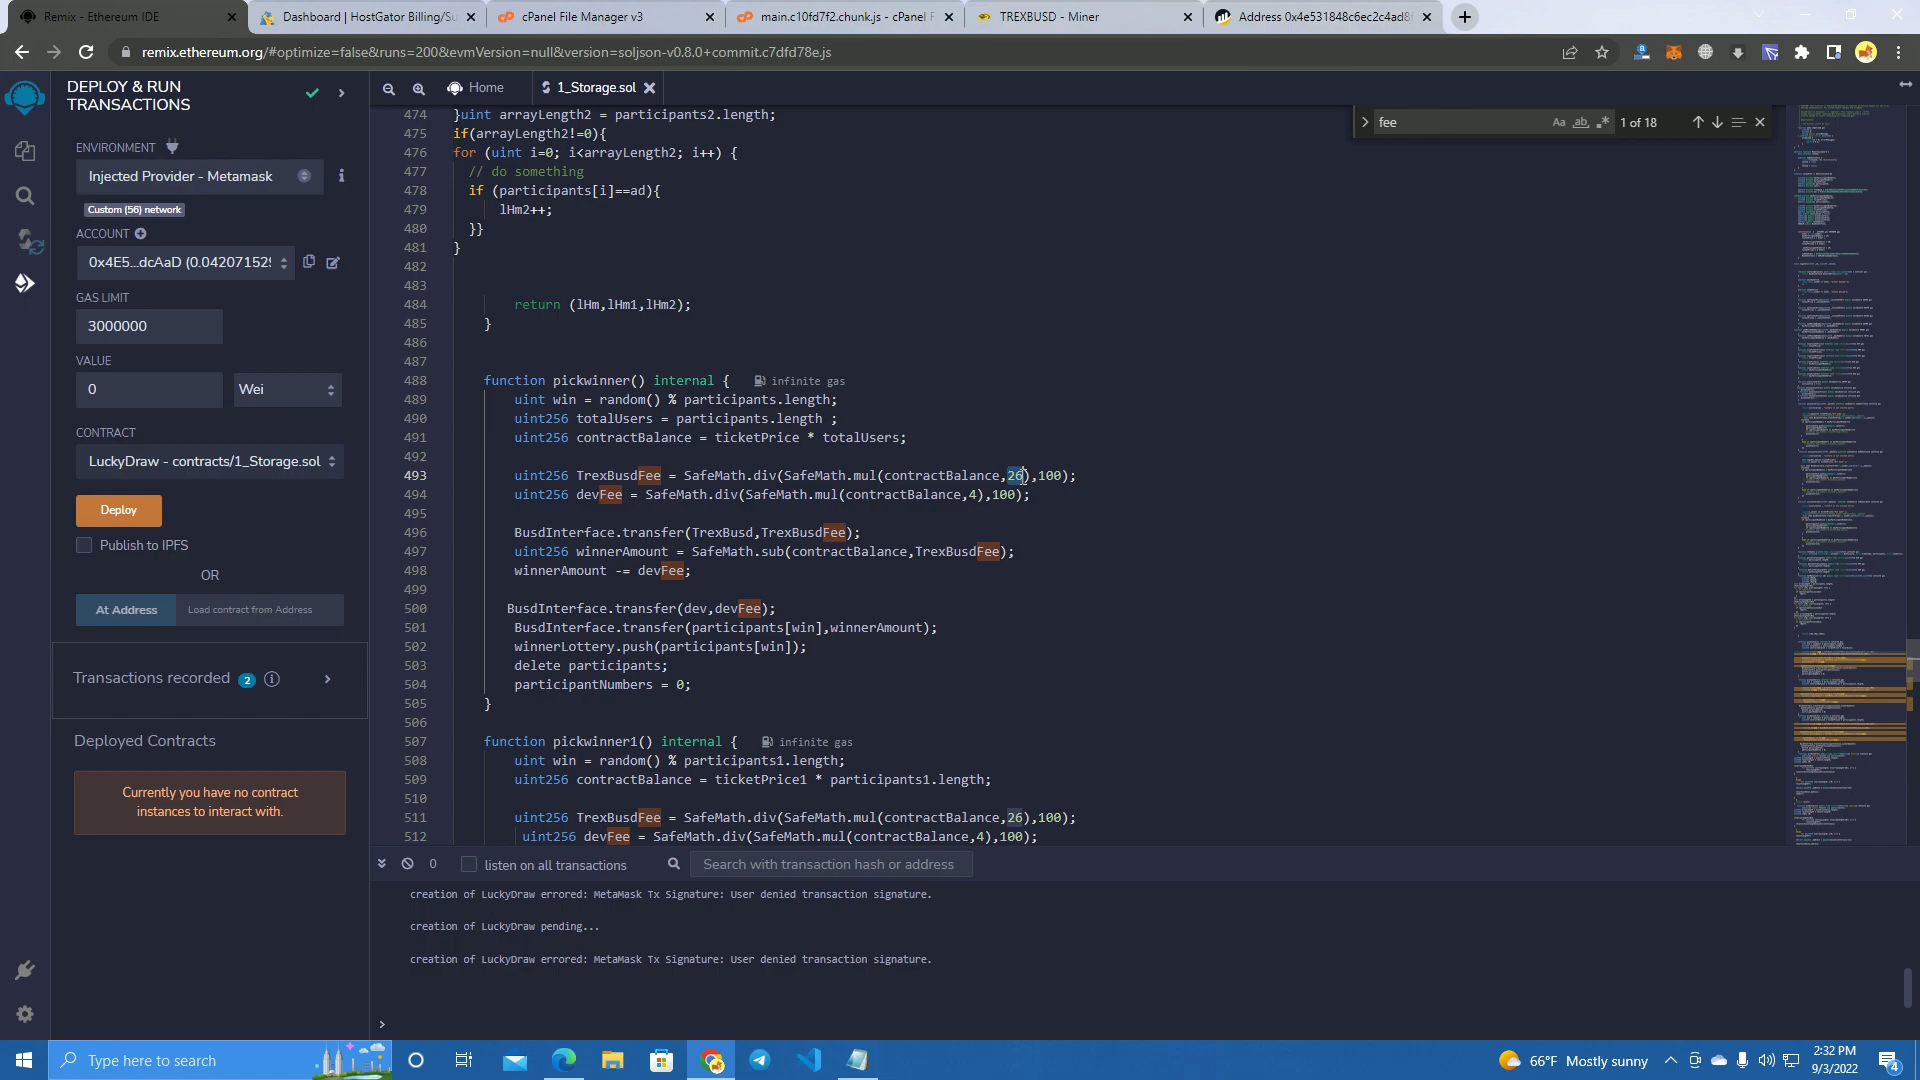 Remix - Ethereum IDE
Dashboard | HostGator Billing/Su
cPanel File Manager v3
main.c10fd7f2.chunk.js - cPanel F
TREXBUSD - Miner
Address 0x4e531848c6ec2c4ad8
remix.ethereum.org/#optimize=false&runs=200&evmVersion=null&version=soljson-v0.8.0+commit.c7dfd78e.js
DEPLOY & RUN
TRANSACTIONS
Home
1_Storage.sol
fee
Aa
ab
1 of 18
ENVIRONMENT
Injected Provider - Metamask
Custom (56) network
ACCOUNT
0x4E5...dcAaD (0.042071529
GAS LIMIT
3000000
VALUE
0
Wei
CONTRACT
LuckyDraw - contracts/1_Storage.sol
Deploy
Publish to IPFS
OR
At Address
Load contract from Address
Transactions recorded 2
Deployed Contracts
Currently you have no contract
instances to interact with.
474 }uint arrayLength2 = participants2.length;
475 if(arrayLength2!=0){
476 for (uint i=0; i<arrayLength2; i++) {
477 // do something
478 if (participants[i]==ad){
479 lHm2++;
480 }}
481 }
482
483
484 return (lHm,lHm1,lHm2);
485 }
486
487
488 function pickwinner() internal { infinite gas
489 uint win = random() % participants.length;
490 uint256 totalUsers = participants.length ;
491 uint256 contractBalance = ticketPrice * totalUsers;
492
493 uint256 TrexBusdFee = SafeMath.div(SafeMath.mul(contractBalance,26),100);
494 uint256 devFee = SafeMath.div(SafeMath.mul(contractBalance,4),100);
495
496 BusdInterface.transfer(TrexBusd,TrexBusdFee);
497 uint256 winnerAmount = SafeMath.sub(contractBalance,TrexBusdFee);
498 winnerAmount -= devFee;
499
500 BusdInterface.transfer(dev,devFee);
501 BusdInterface.transfer(participants[win],winnerAmount);
502 winnerLottery.push(participants[win]);
503 delete participants;
504 participantNumbers = 0;
505 }
506
507 function pickwinner1() internal { infinite gas
508 uint win = random() % participants1.length;
509 uint256 contractBalance = ticketPrice1 * participants1.length;
510
511 uint256 TrexBusdFee = SafeMath.div(SafeMath.mul(contractBalance,26),100);
512 uint256 devFee = SafeMath.div(SafeMath.mul(contractBalance,4),100);
0
listen on all transactions
Search with transaction hash or address
creation of LuckyDraw errored: MetaMask Tx Signature: User denied transaction signature.
creation of LuckyDraw pending...
creation of LuckyDraw errored: MetaMask Tx Signature: User denied transaction signature.
>
Type here to search
66°F Mostly sunny
2:32 PM
9/3/2022
4